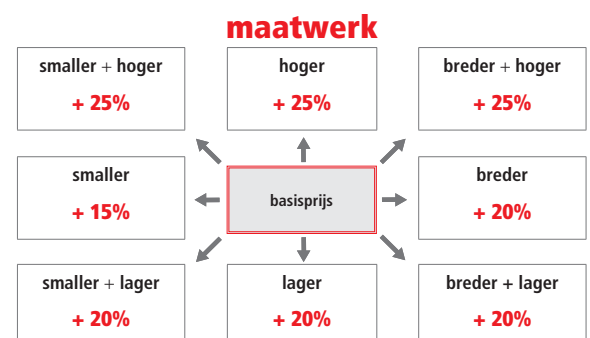 maatwerk
smaller + hoger
+ 25%
hoger
+ 25%
breder + hoger
+ 25%
smaller
+ 15%
basisprijs
breder
+ 20%
smaller + lager
+ 20%
lager
+ 20%
breder + lager
+ 20%